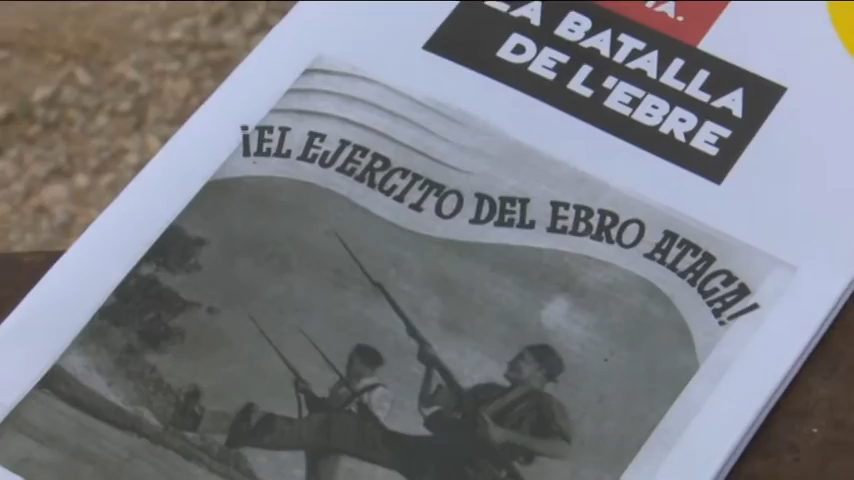 LA BATALLA
DE L'EBRE
¡EL EJERCITO DEL EBRO ATACA!